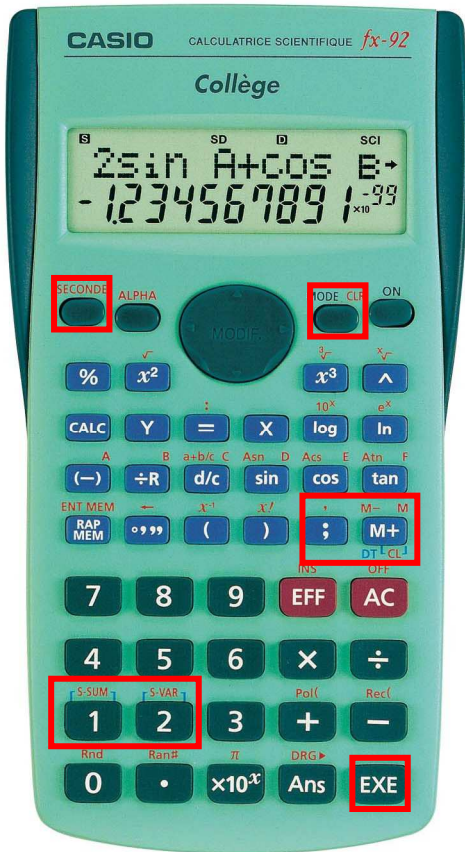 CASIO CALCULATRICE SCIENTIFIQUE fx-92
Collège
S SD D SCI
2sin A+cos B→
-1.234567891×10-99
SECONDE ALPHA MODE CLR ON
MODIF
√ ³√ ˣ√
% x² x³ ^
: 10ˣ eˣ
CALC Y = X log ln
A B a+b/c C Asn D Acs E Atn F
(−) ÷R d/c sin cos tan
ENT MEM ← x⁻¹ x! , M− M
RAP MEM °,,, ( ) ; M+
DT CL
INS OFF
7 8 9 EFF AC
4 5 6 × ÷
S-SUM S-VAR Pol( Rec(
1 2 3 + −
Rnd Ran# π DRG▶
0 · ×10ˣ Ans EXE